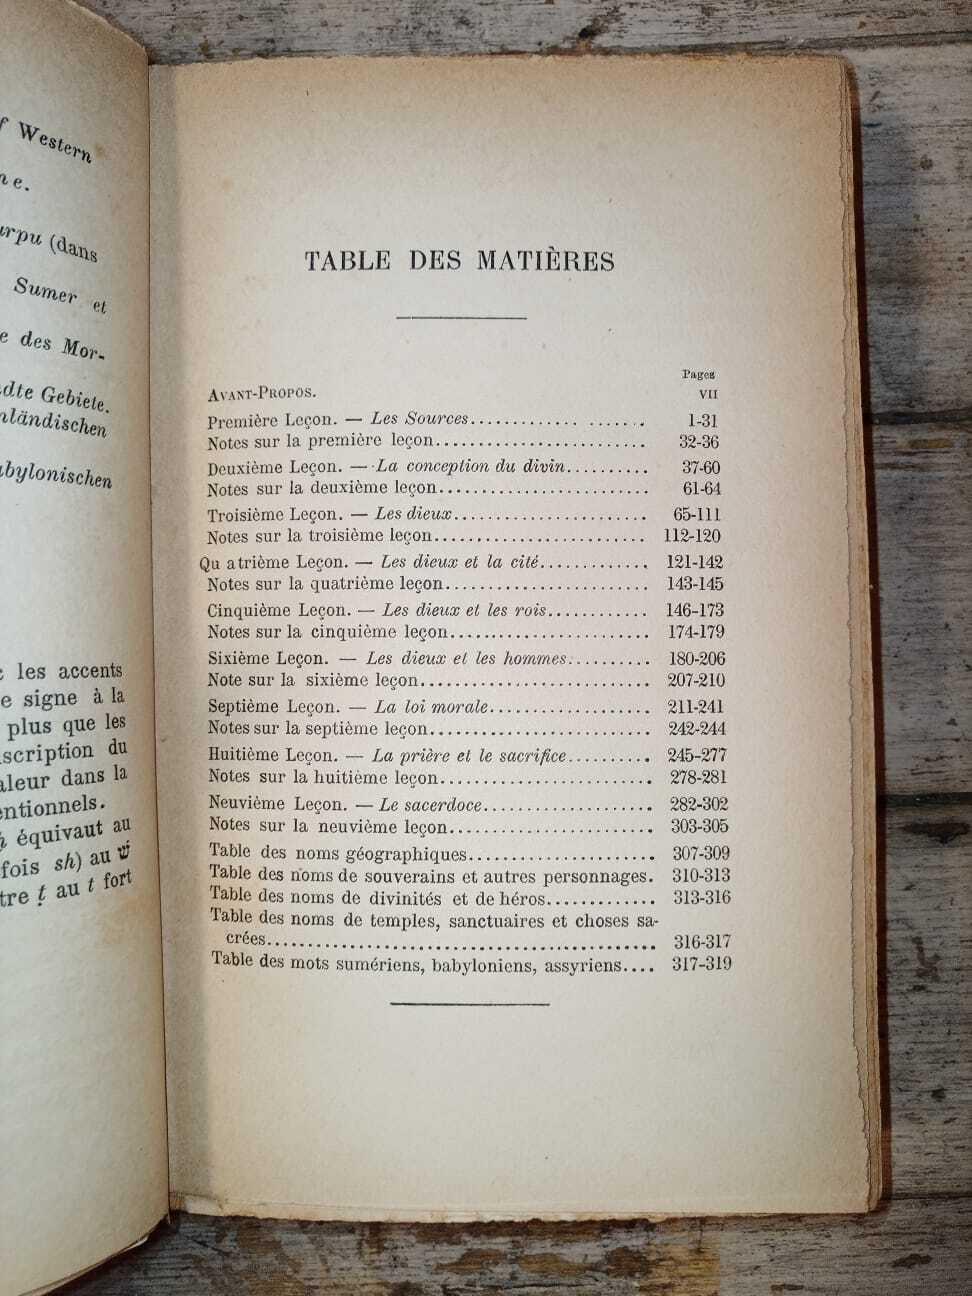 f Western
ne.
urpu (dans
Sumer et
e des Mor-
dte Gebiete.
nländischen
abylonischen
les accents
e signe à la
plus que les
nscription du
aleur dans la
entionnels.
équivaut au
fois sh) au
tre ṭ au t fort
TABLE DES MATIÈRES
Pages
AVANT-PROPOS. VII
Première Leçon. — Les Sources............. ....... 1-31
Notes sur la première leçon........................ 32-36
Deuxième Leçon. — La conception du divin.......... 37-60
Notes sur la deuxième leçon........................ 61-64
Troisième Leçon. — Les dieux...................... 65-111
Notes sur la troisième leçon........................ 112-120
Qu atrième Leçon. — Les dieux et la cité............. 121-142
Notes sur la quatrième leçon....................... 143-145
Cinquième Leçon. — Les dieux et les rois............ 146-173
Notes sur la cinquième leçon....................... 174-179
Sixième Leçon. — Les dieux et les hommes.......... 180-206
Note sur la sixième leçon.......................... 207-210
Septième Leçon. — La loi morale................... 211-241
Notes sur la septième leçon......................... 242-244
Huitième Leçon. — La prière et le sacrifice.......... 245-277
Notes sur la huitième leçon........................ 278-281
Neuvième Leçon. — Le sacerdoce.................... 282-302
Notes sur la neuvième leçon........................ 303-305
Table des noms géographiques...................... 307-309
Table des noms de souverains et autres personnages. 310-313
Table des noms de divinités et de héros............. 313-316
Table des noms de temples, sanctuaires et choses sa-
crées............................................. 316-317
Table des mots sumériens, babyloniens, assyriens.... 317-319